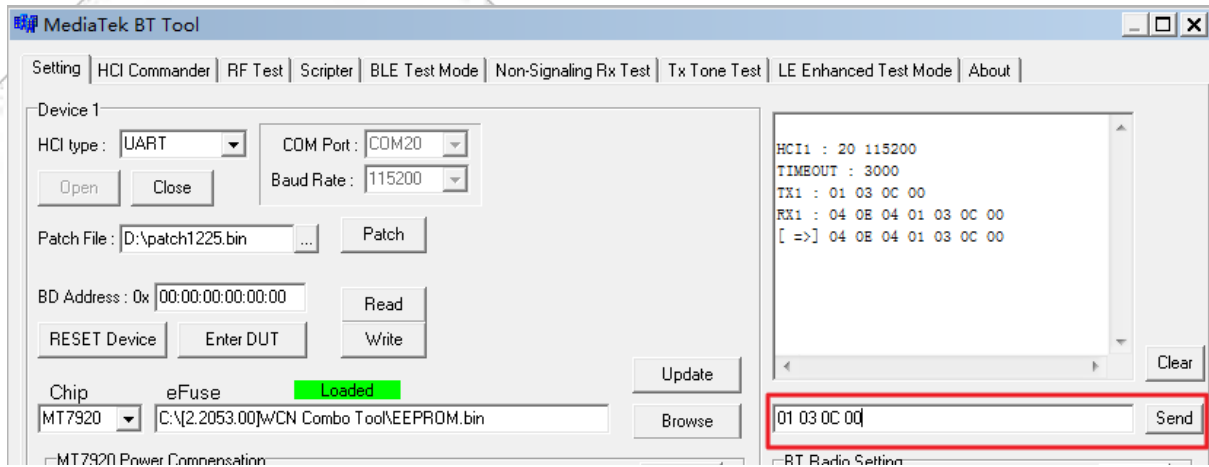 MediaTek BT Tool
Setting HCI Commander RF Test Scripter BLE Test Mode Non-Signaling Rx Test Tx Tone Test LE Enhanced Test Mode About
Device 1
HCI type : UART COM Port : COM20
Open Close Baud Rate : 115200
Patch File : D:\patch1225.bin ... Patch
BD Address : 0x 00:00:00:00:00:00 Read
RESET Device Enter DUT Write
Update
Chip eFuse Loaded
MT7920 C:\[2.2053.00]WCN Combo Tool\EEPROM.bin Browse
MT7920 Power Compensation
HCI1 : 20 115200
TIMEOUT : 3000
TX1 : 01 03 0C 00
RX1 : 04 0E 04 01 03 0C 00
[ =>] 04 0E 04 01 03 0C 00
Clear
01 03 0C 00 Send
BT Radio Setting